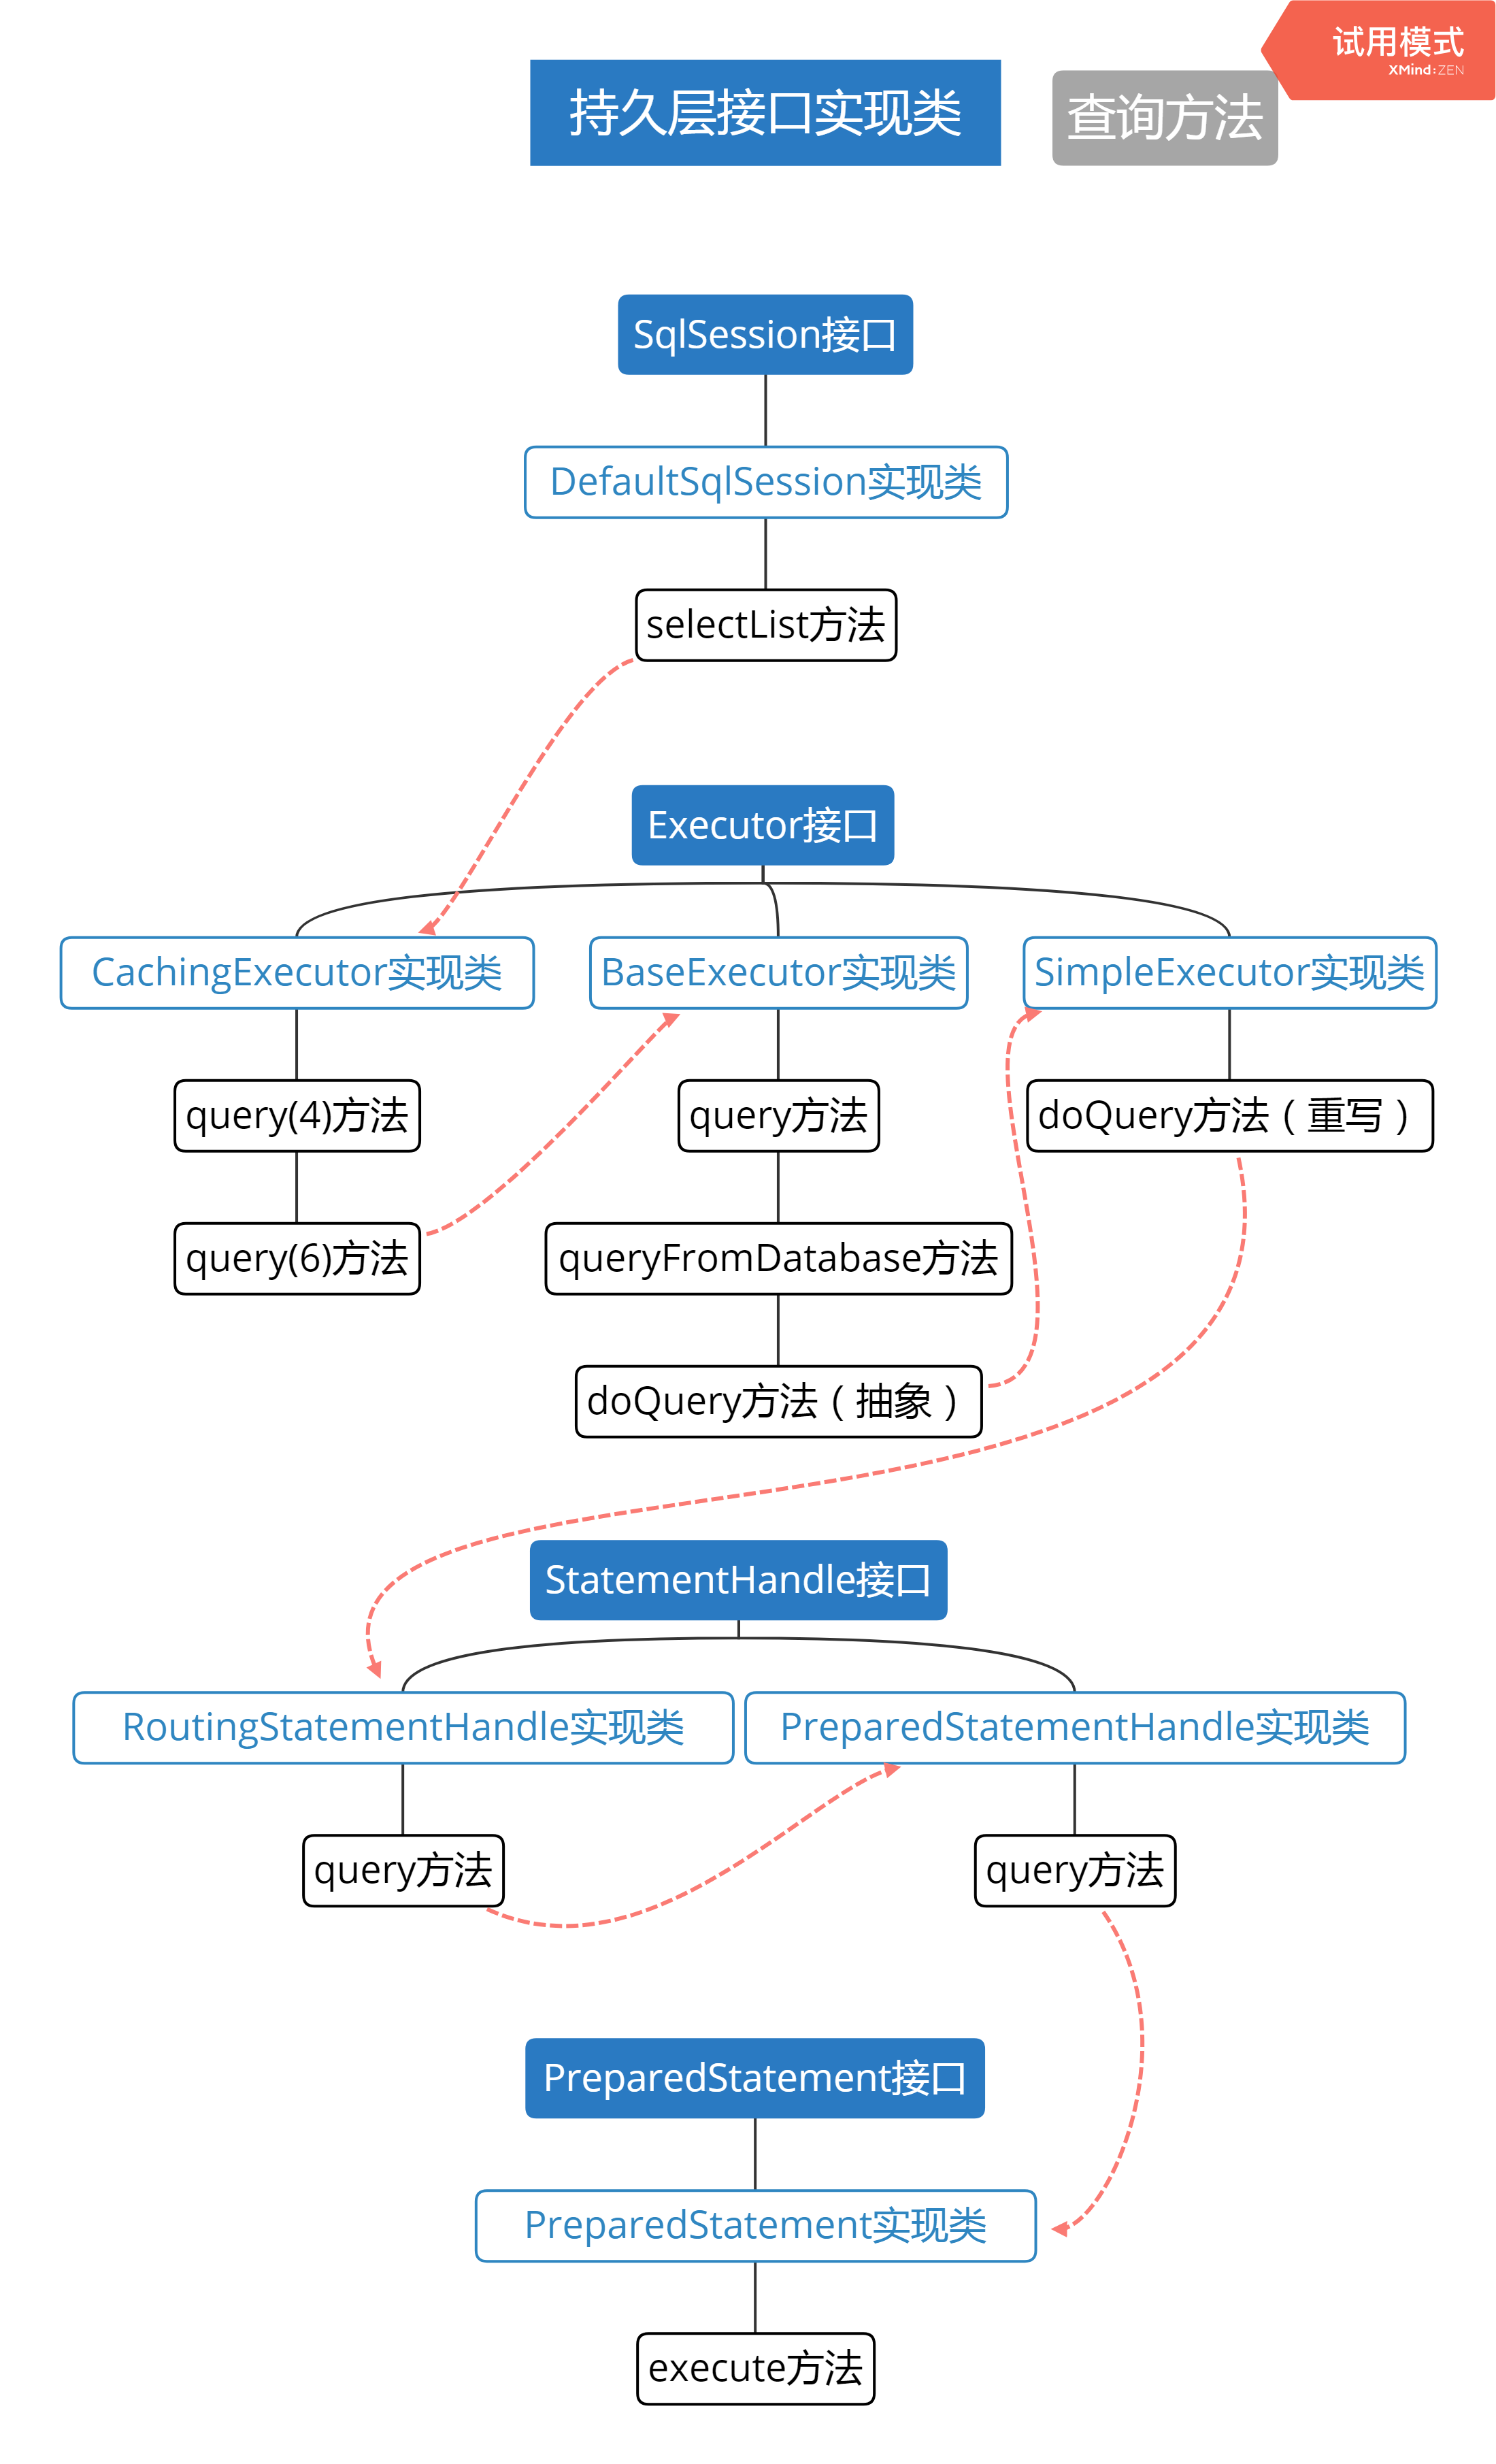 试用模式
XMind:ZEN
持久层接口实现类
查询方法
SqlSession接口
DefaultSqlSession实现类
selectList方法
Executor接口
CachingExecutor实现类
BaseExecutor实现类
SimpleExecutor实现类
query(4)方法
query方法
doQuery方法（重写）
query(6)方法
queryFromDatabase方法
doQuery方法（抽象）
StatementHandle接口
RoutingStatementHandle实现类
PreparedStatementHandle实现类
query方法
query方法
PreparedStatement接口
PreparedStatement实现类
execute方法